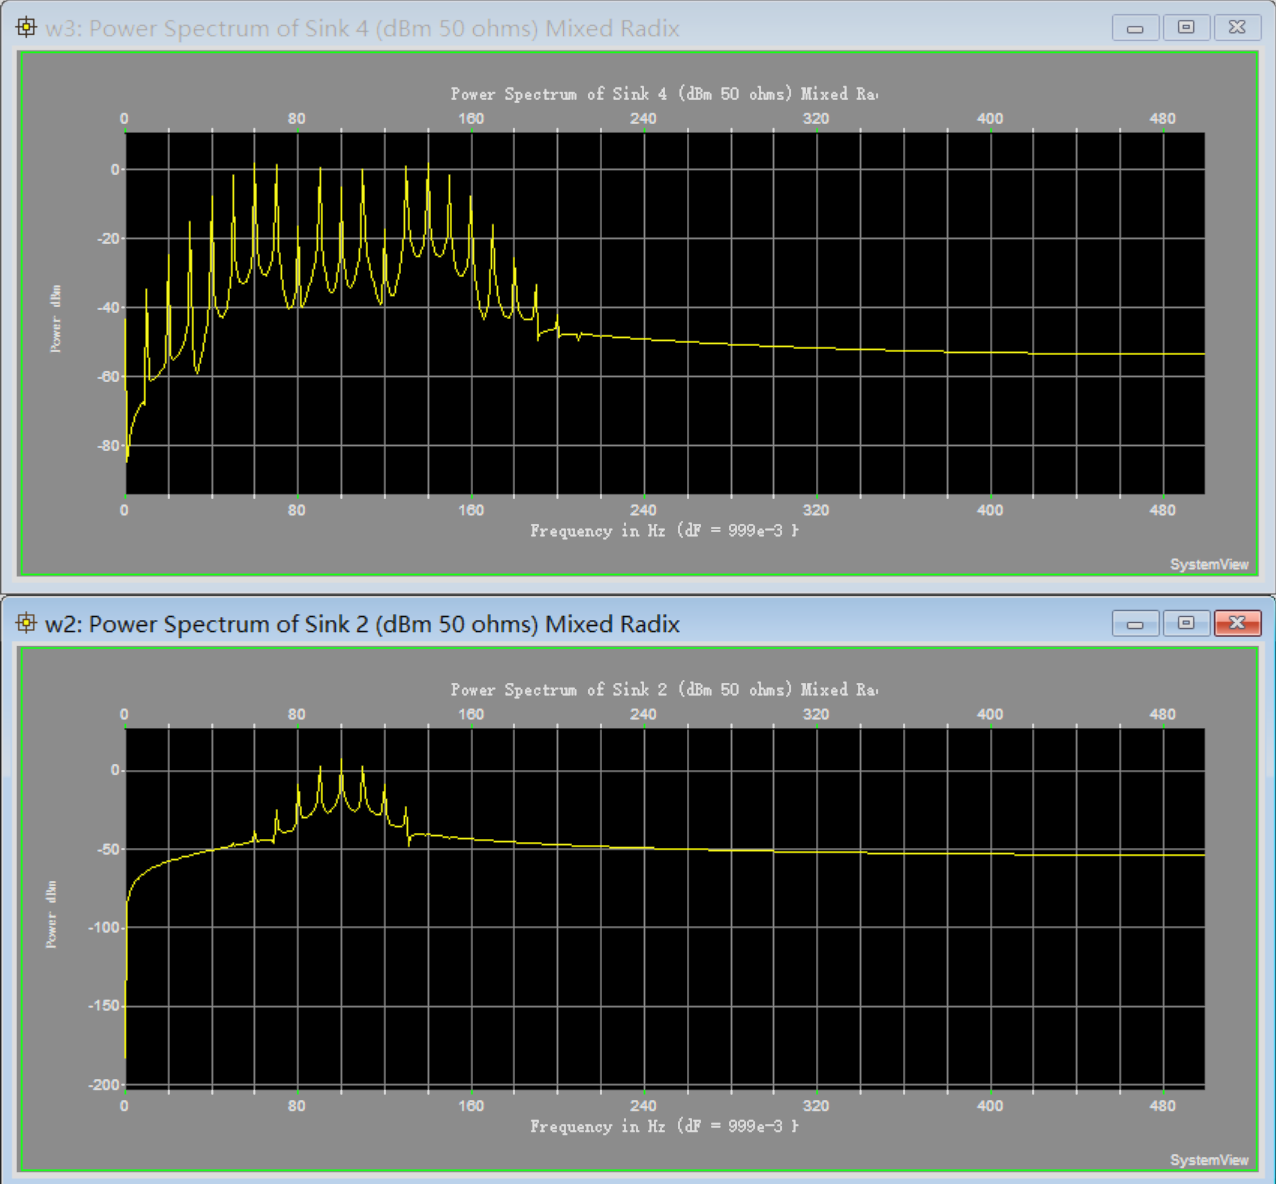 w3: Power Spectrum of Sink 4 (dBm 50 ohms) Mixed Radix
Power Spectrum of Sink 4 (dBm 50 ohms) Mixed Ra
0 80 160 240 320 400 480
0
-20
-40
-60
-80
Power dBm
0 80 160 240 320 400 480
Frequency in Hz (dF = 999e-3
SystemView
w2: Power Spectrum of Sink 2 (dBm 50 ohms) Mixed Radix
Power Spectrum of Sink 2 (dBm 50 ohms) Mixed Ra
0 80 160 240 320 400 480
0
-50
-100
-150
-200
Power dBm
0 80 160 240 320 400 480
Frequency in Hz (dF = 999e-3
SystemView